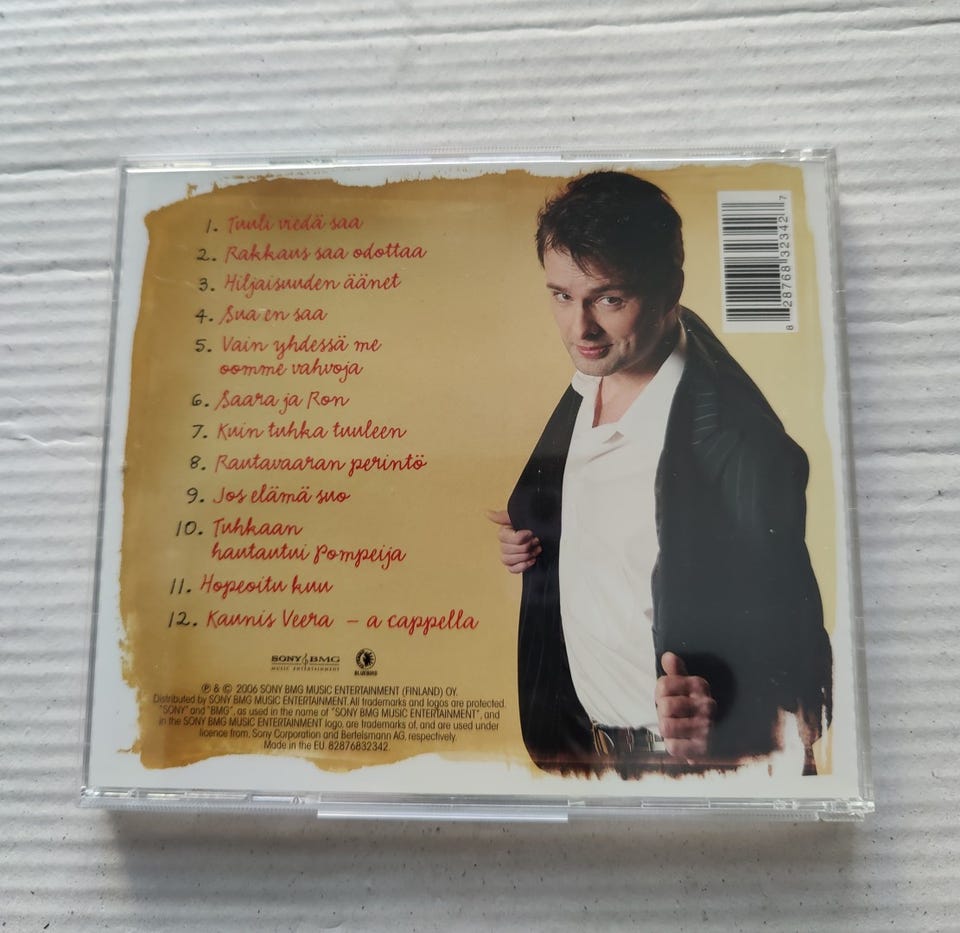 1. Tuuli viedä saa
2. Rakkaus saa odottaa
3. Hiljaisuuden äänet
4. Sua en saa
5. Vain yhdessä me
oomme vahvoja
6. Saara ja Ron
7. Kuin tuhka tuuleen
8. Rautavaaran perintö
9. Jos elämä suo
10. Tuhkaan
hautautui Pompeija
11. Hopeoitu kuu
12. Kaunis Veera – a cappella
SONY BMG
MUSIC ENTERTAINMENT
BLUEBIRD
℗ & © 2006 SONY BMG MUSIC ENTERTAINMENT (FINLAND) OY.
Distributed by SONY BMG MUSIC ENTERTAINMENT. All trademarks and logos are protected.
"SONY" and "BMG", as used in the name of "SONY BMG MUSIC ENTERTAINMENT", and
in the SONY BMG MUSIC ENTERTAINMENT logo, are trademarks of, and are used under
licence from, Sony Corporation and Bertelsmann AG, respectively.
Made in the EU. 82876832342.
8 28768 32342 7